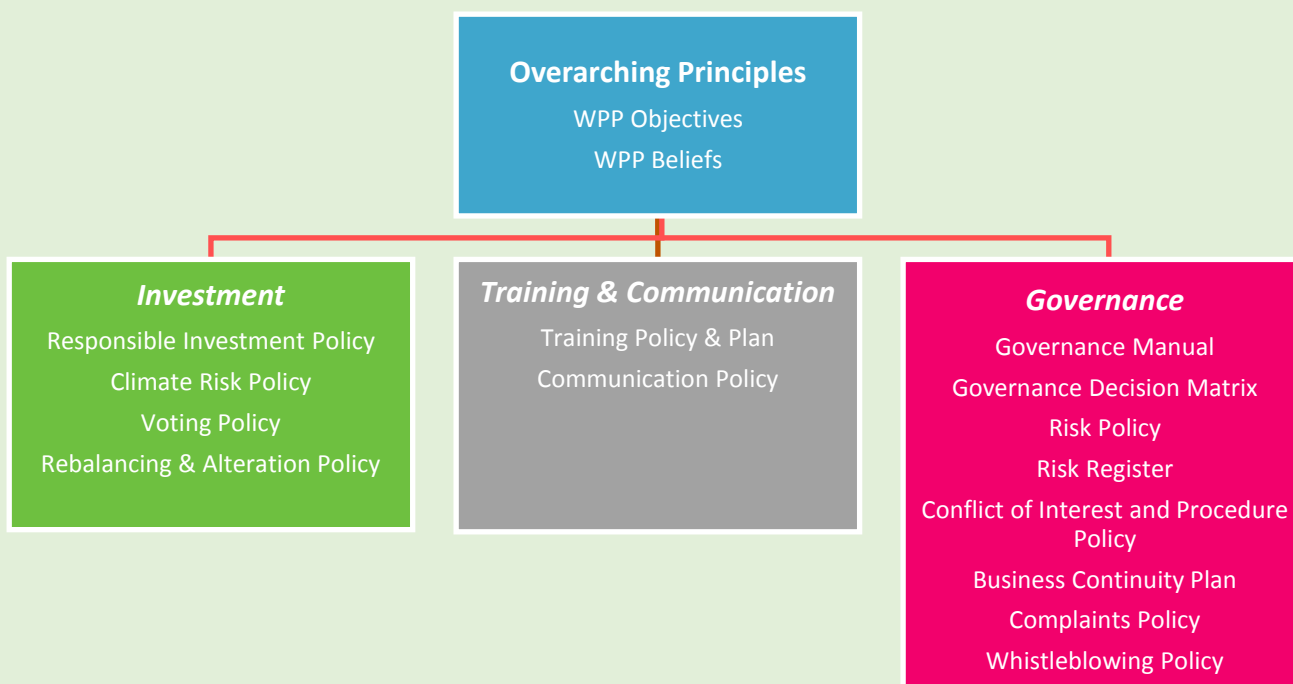 Overarching Principles
WPP Objectives
WPP Beliefs
Investment
Responsible Investment Policy
Climate Risk Policy
Voting Policy
Rebalancing & Alteration Policy
Training & Communication
Training Policy & Plan
Communication Policy
Governance
Governance Manual
Governance Decision Matrix
Risk Policy
Risk Register
Conflict of Interest and Procedure
Policy
Business Continuity Plan
Complaints Policy
Whistleblowing Policy